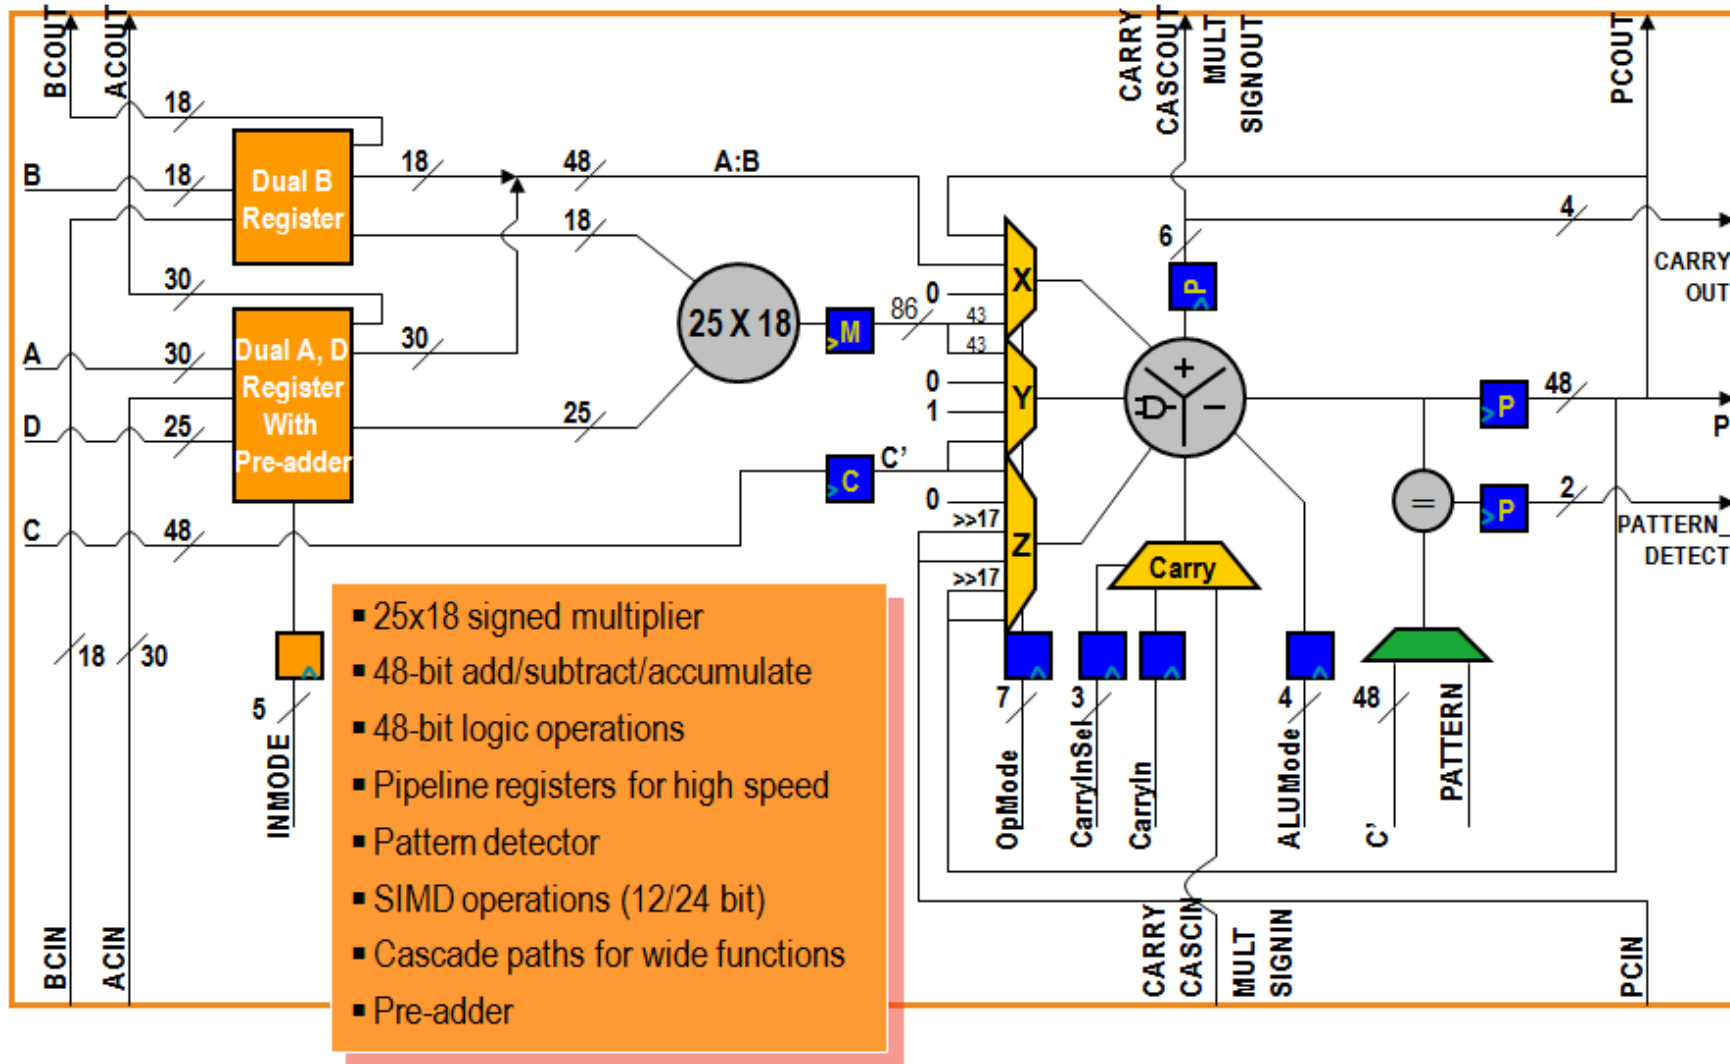 BCOUT
ACOUT
CARRY
CASCOUT
MULT
SIGNOUT
PCOUT
18
B
18
Dual B
Register
18
48
A:B
18
30
A
30
Dual A, D
Register
With
Pre-adder
30
D
25
25
C
48
25 X 18
> M
86
43
43
0
X
0
1
Y
> C
C'
0
>>17
>>17
Z
6
P
4
CARRY
OUT
+
−
> P
48
P
=
> P
2
PATTERN_
DETECT
Carry
18
30
5
INMODE
7
OpMode
3
CarryInSel
CarryIn
4
ALUMode
48
C'
PATTERN
▪ 25x18 signed multiplier
▪ 48-bit add/subtract/accumulate
▪ 48-bit logic operations
▪ Pipeline registers for high speed
▪ Pattern detector
▪ SIMD operations (12/24 bit)
▪ Cascade paths for wide functions
▪ Pre-adder
BCIN
ACIN
CARRY
CASCIN
MULT
SIGNIN
PCIN